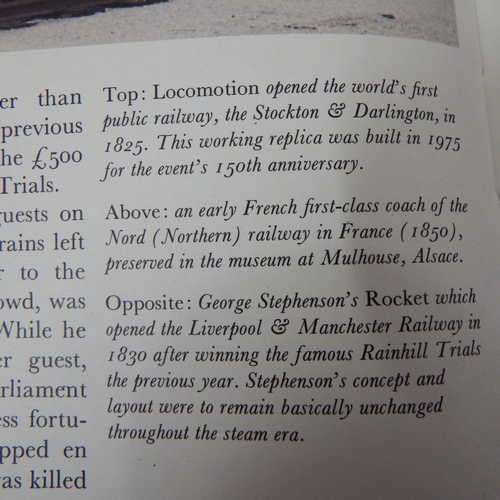 er than
previous
he £500
Trials.
guests on
rains left
r to the
owd, was
While he
er guest,
arliament
ess fortu-
pped en
was killed
Top: Locomotion opened the world's first
public railway, the Stockton & Darlington, in
1825. This working replica was built in 1975
for the event's 150th anniversary.
Above: an early French first-class coach of the
Nord (Northern) railway in France (1850),
preserved in the museum at Mulhouse, Alsace.
Opposite: George Stephenson's Rocket which
opened the Liverpool & Manchester Railway in
1830 after winning the famous Rainhill Trials
the previous year. Stephenson's concept and
layout were to remain basically unchanged
throughout the steam era.